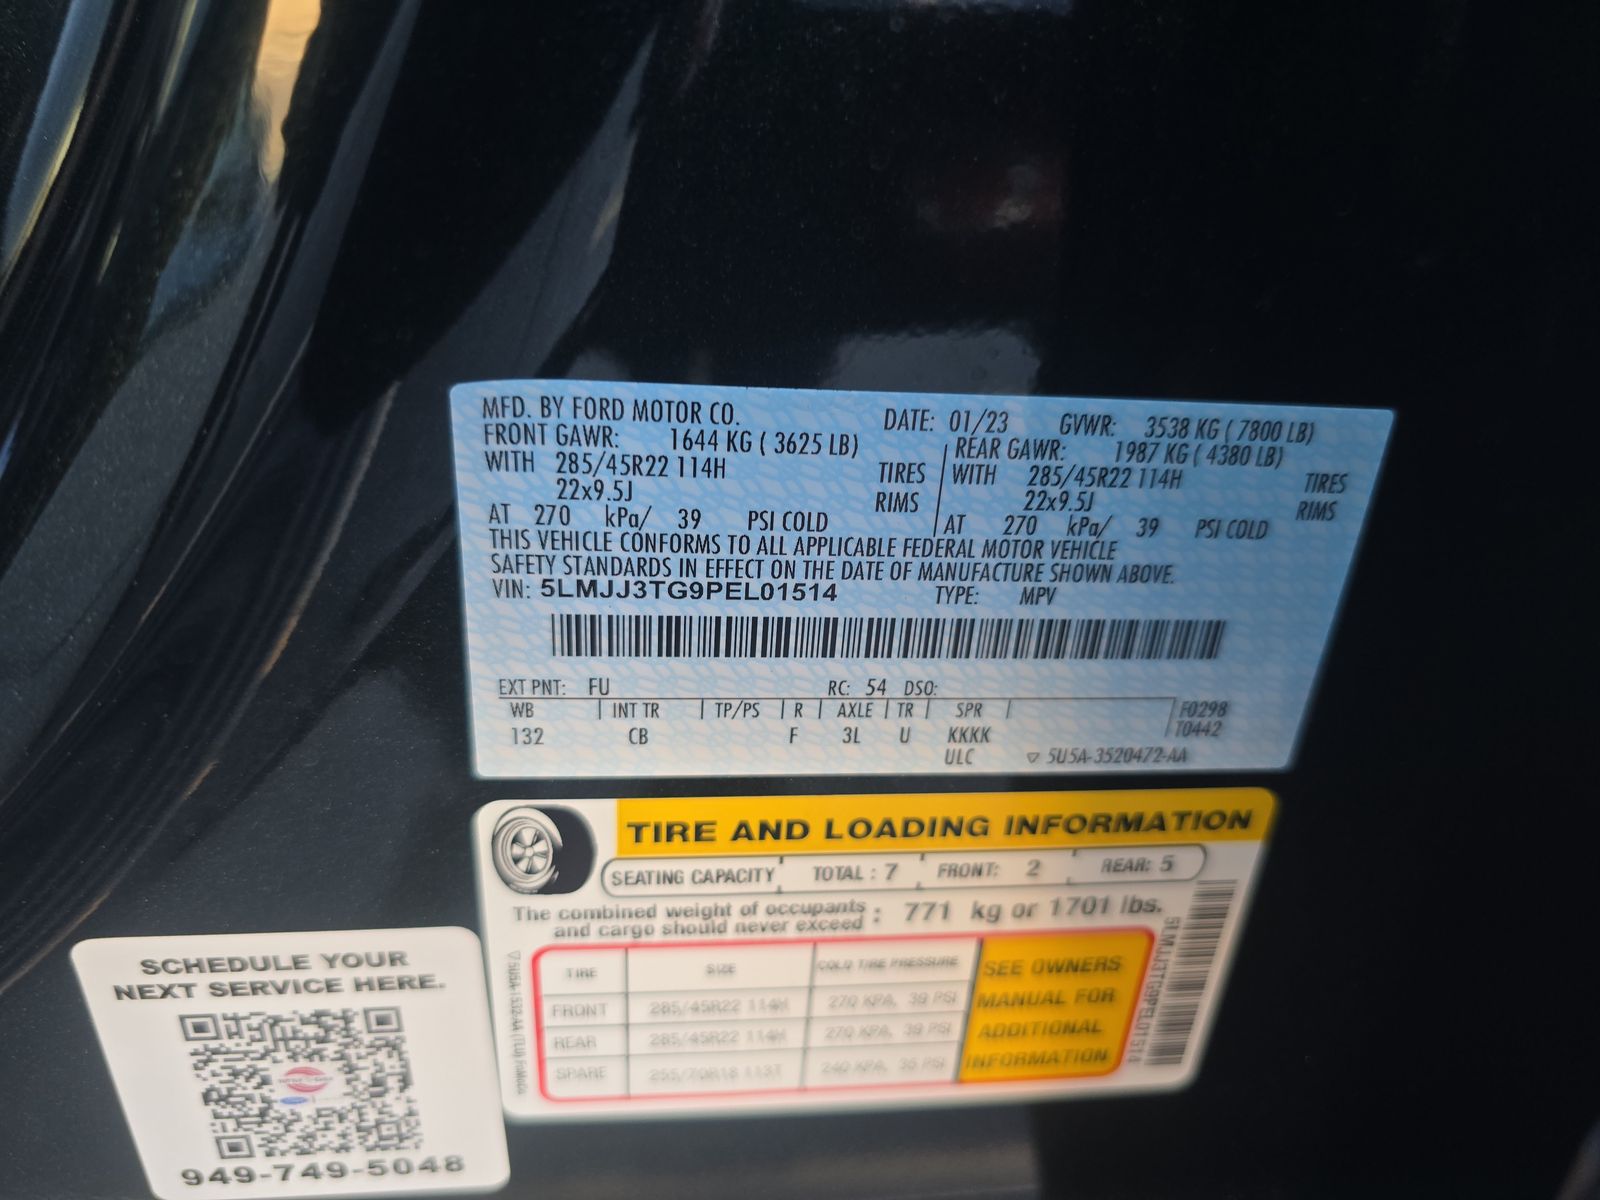 MFD. BY FORD MOTOR CO. DATE: 01/23 GVWR: 3538 KG ( 7800 LB)
FRONT GAWR: 1644 KG ( 3625 LB) REAR GAWR: 1987 KG ( 4380 LB)
WITH 285/45R22 114H TIRES WITH 285/45R22 114H TIRES
22x9.5J RIMS 22x9.5J RIMS
AT 270 kPa/ 39 PSI COLD AT 270 kPa/ 39 PSI COLD
THIS VEHICLE CONFORMS TO ALL APPLICABLE FEDERAL MOTOR VEHICLE
SAFETY STANDARDS IN EFFECT ON THE DATE OF MANUFACTURE SHOWN ABOVE.
VIN: 5LMJJ3TG9PEL01514 TYPE: MPV
EXT PNT: FU RC: 54 DSO:
WB INT TR TP/PS R AXLE TR SPR F0298
132 CB F 3L U KKKK T0442
ULC ▽ 5U5A-3520472-AA
TIRE AND LOADING INFORMATION
SEATING CAPACITY TOTAL : 7 FRONT: 2 REAR: 5
The combined weight of occupants
and cargo should never exceed : 771 kg or 1701 lbs.
TIRE SIZE COLD TIRE PRESSURE
FRONT 285/45R22 114H 270 KPA, 39 PSI
REAR 285/45R22 114H 270 KPA, 39 PSI
SPARE 255/70R18 113T 240 KPA, 35 PSI
SEE OWNERS
MANUAL FOR
ADDITIONAL
INFORMATION
5LMJJ3TG9PEL01514
SCHEDULE YOUR
NEXT SERVICE HERE.
949-749-5048